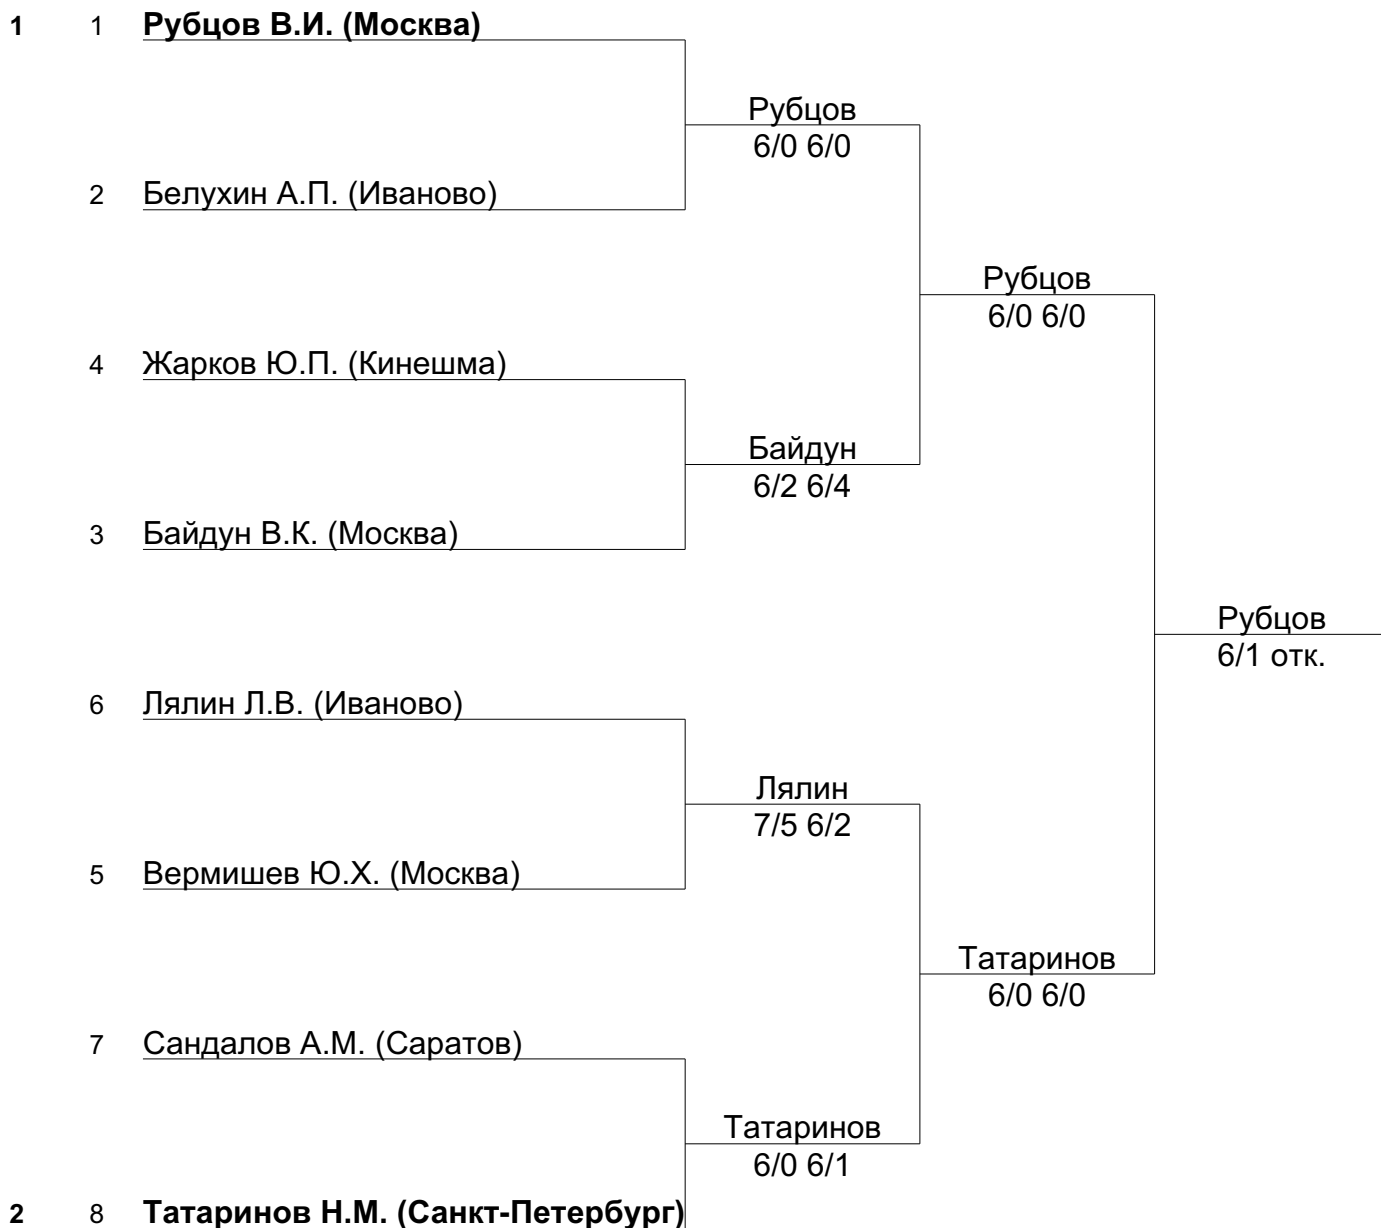 1 1 Рубцов В.И. (Москва)
Рубцов
6/0 6/0
2 Белухин А.П. (Иваново)
Рубцов
6/0 6/0
4 Жарков Ю.П. (Кинешма)
Байдун
6/2 6/4
3 Байдун В.К. (Москва)
Рубцов
6/1 отк.
6 Лялин Л.В. (Иваново)
Лялин
7/5 6/2
5 Вермишев Ю.Х. (Москва)
Татаринов
6/0 6/0
7 Сандалов А.М. (Саратов)
Татаринов
6/0 6/1
2 8 Татаринов Н.М. (Санкт-Петербург)